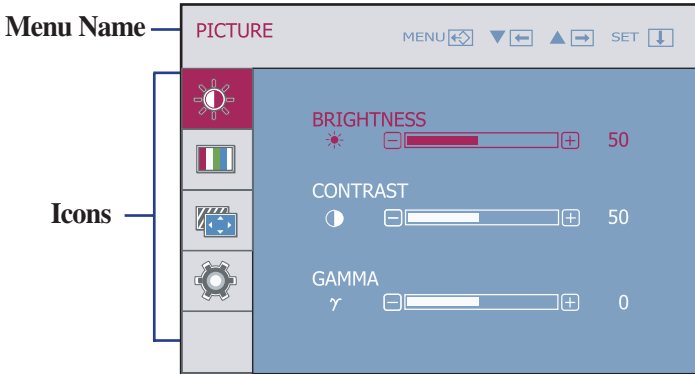 Menu Name
PICTURE MENU ▼ ▲ SET
BRIGHTNESS
50
CONTRAST
50
Icons
GAMMA
γ 0